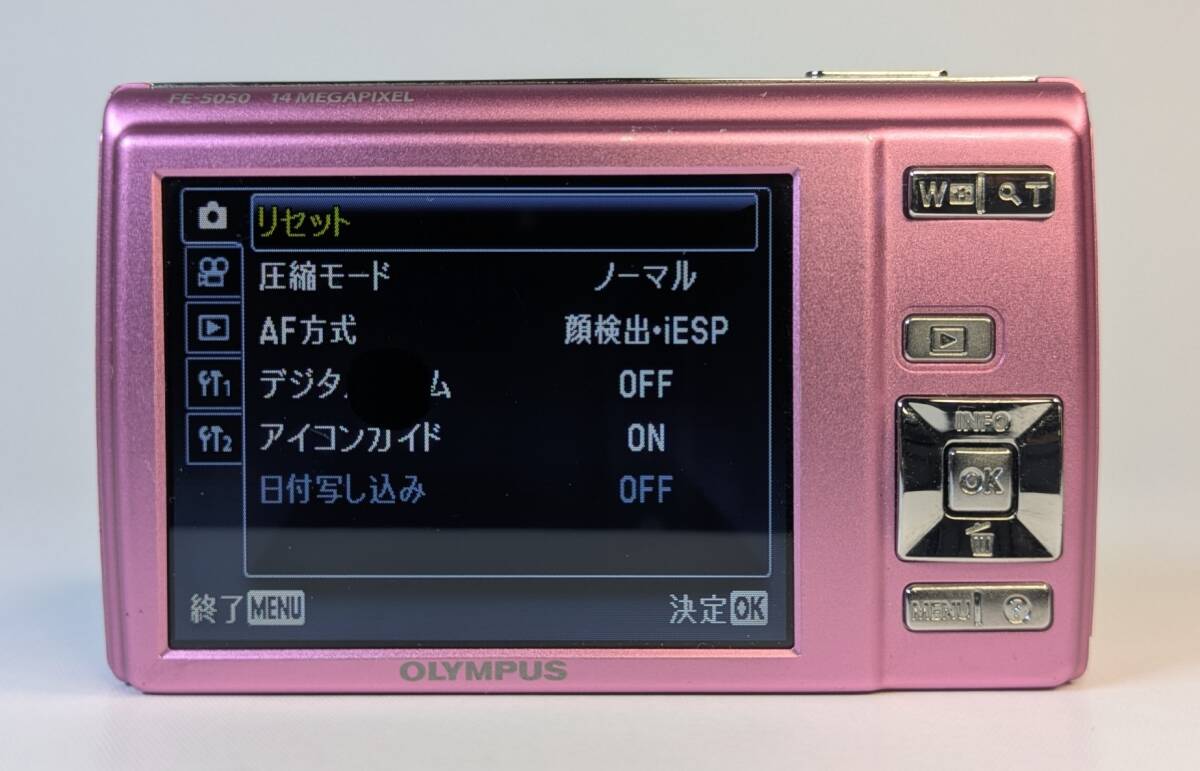 FE-5050 14 MEGAPIXEL
W T
リセット
圧縮モード ノーマル
AF方式 顔検出・iESP
OFF
アイコンガイド ON
日付写し込み OFF
INFO
OK
終了 MENU 決定 OK
MENU
OLYMPUS